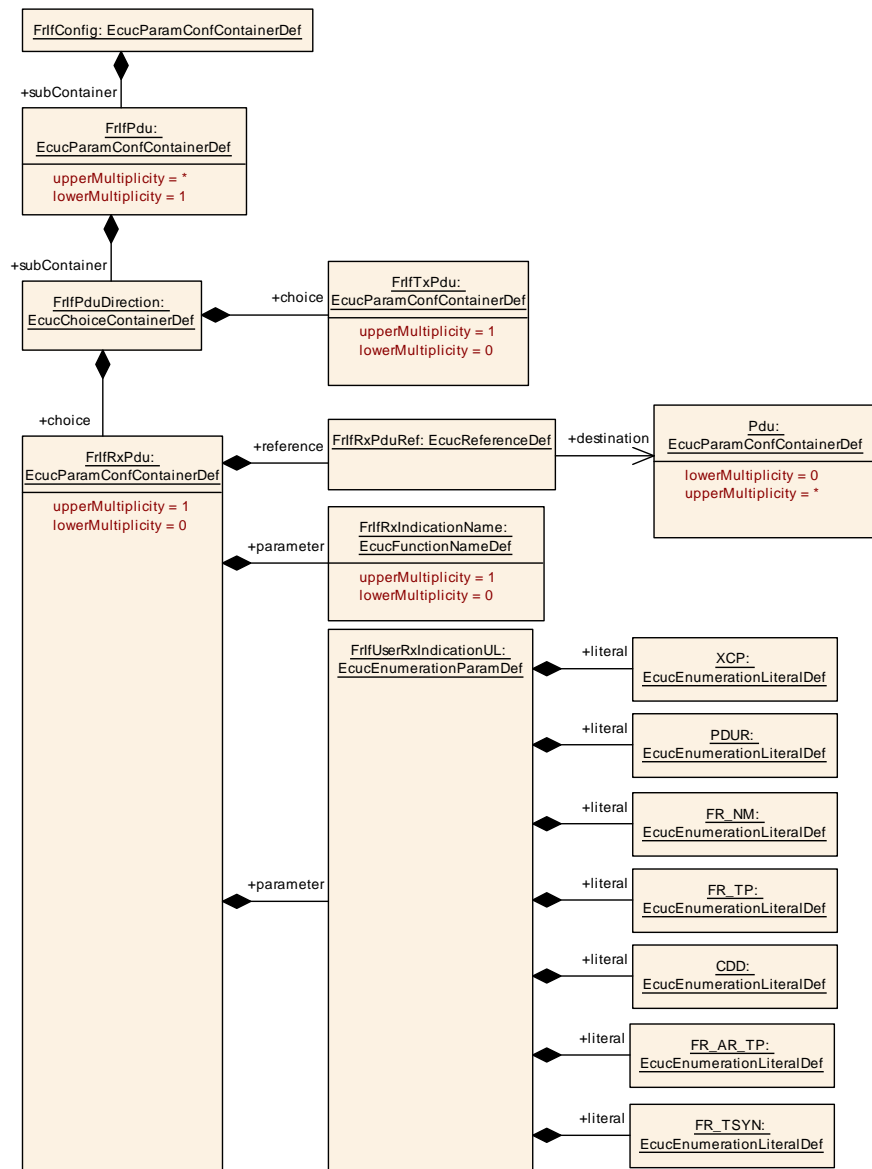 FrIfConfig: EcucParamConfContainerDef
+subContainer
FrIfPdu:
EcucParamConfContainerDef
upperMultiplicity = *
lowerMultiplicity = 1
+subContainer
FrIfPduDirection:
EcucChoiceContainerDef
+choice
FrIfTxPdu:
EcucParamConfContainerDef
upperMultiplicity = 1
lowerMultiplicity = 0
+choice
FrIfRxPdu:
EcucParamConfContainerDef
upperMultiplicity = 1
lowerMultiplicity = 0
+reference
FrIfRxPduRef: EcucReferenceDef
+destination
Pdu:
EcucParamConfContainerDef
lowerMultiplicity = 0
upperMultiplicity = *
+parameter
FrIfRxIndicationName:
EcucFunctionNameDef
upperMultiplicity = 1
lowerMultiplicity = 0
+parameter
FrIfUserRxIndicationUL:
EcucEnumerationParamDef
+literal
XCP:
EcucEnumerationLiteralDef
+literal
PDUR:
EcucEnumerationLiteralDef
+literal
FR_NM:
EcucEnumerationLiteralDef
+literal
FR_TP:
EcucEnumerationLiteralDef
+literal
CDD:
EcucEnumerationLiteralDef
+literal
FR_AR_TP:
EcucEnumerationLiteralDef
+literal
FR_TSYN:
EcucEnumerationLiteralDef